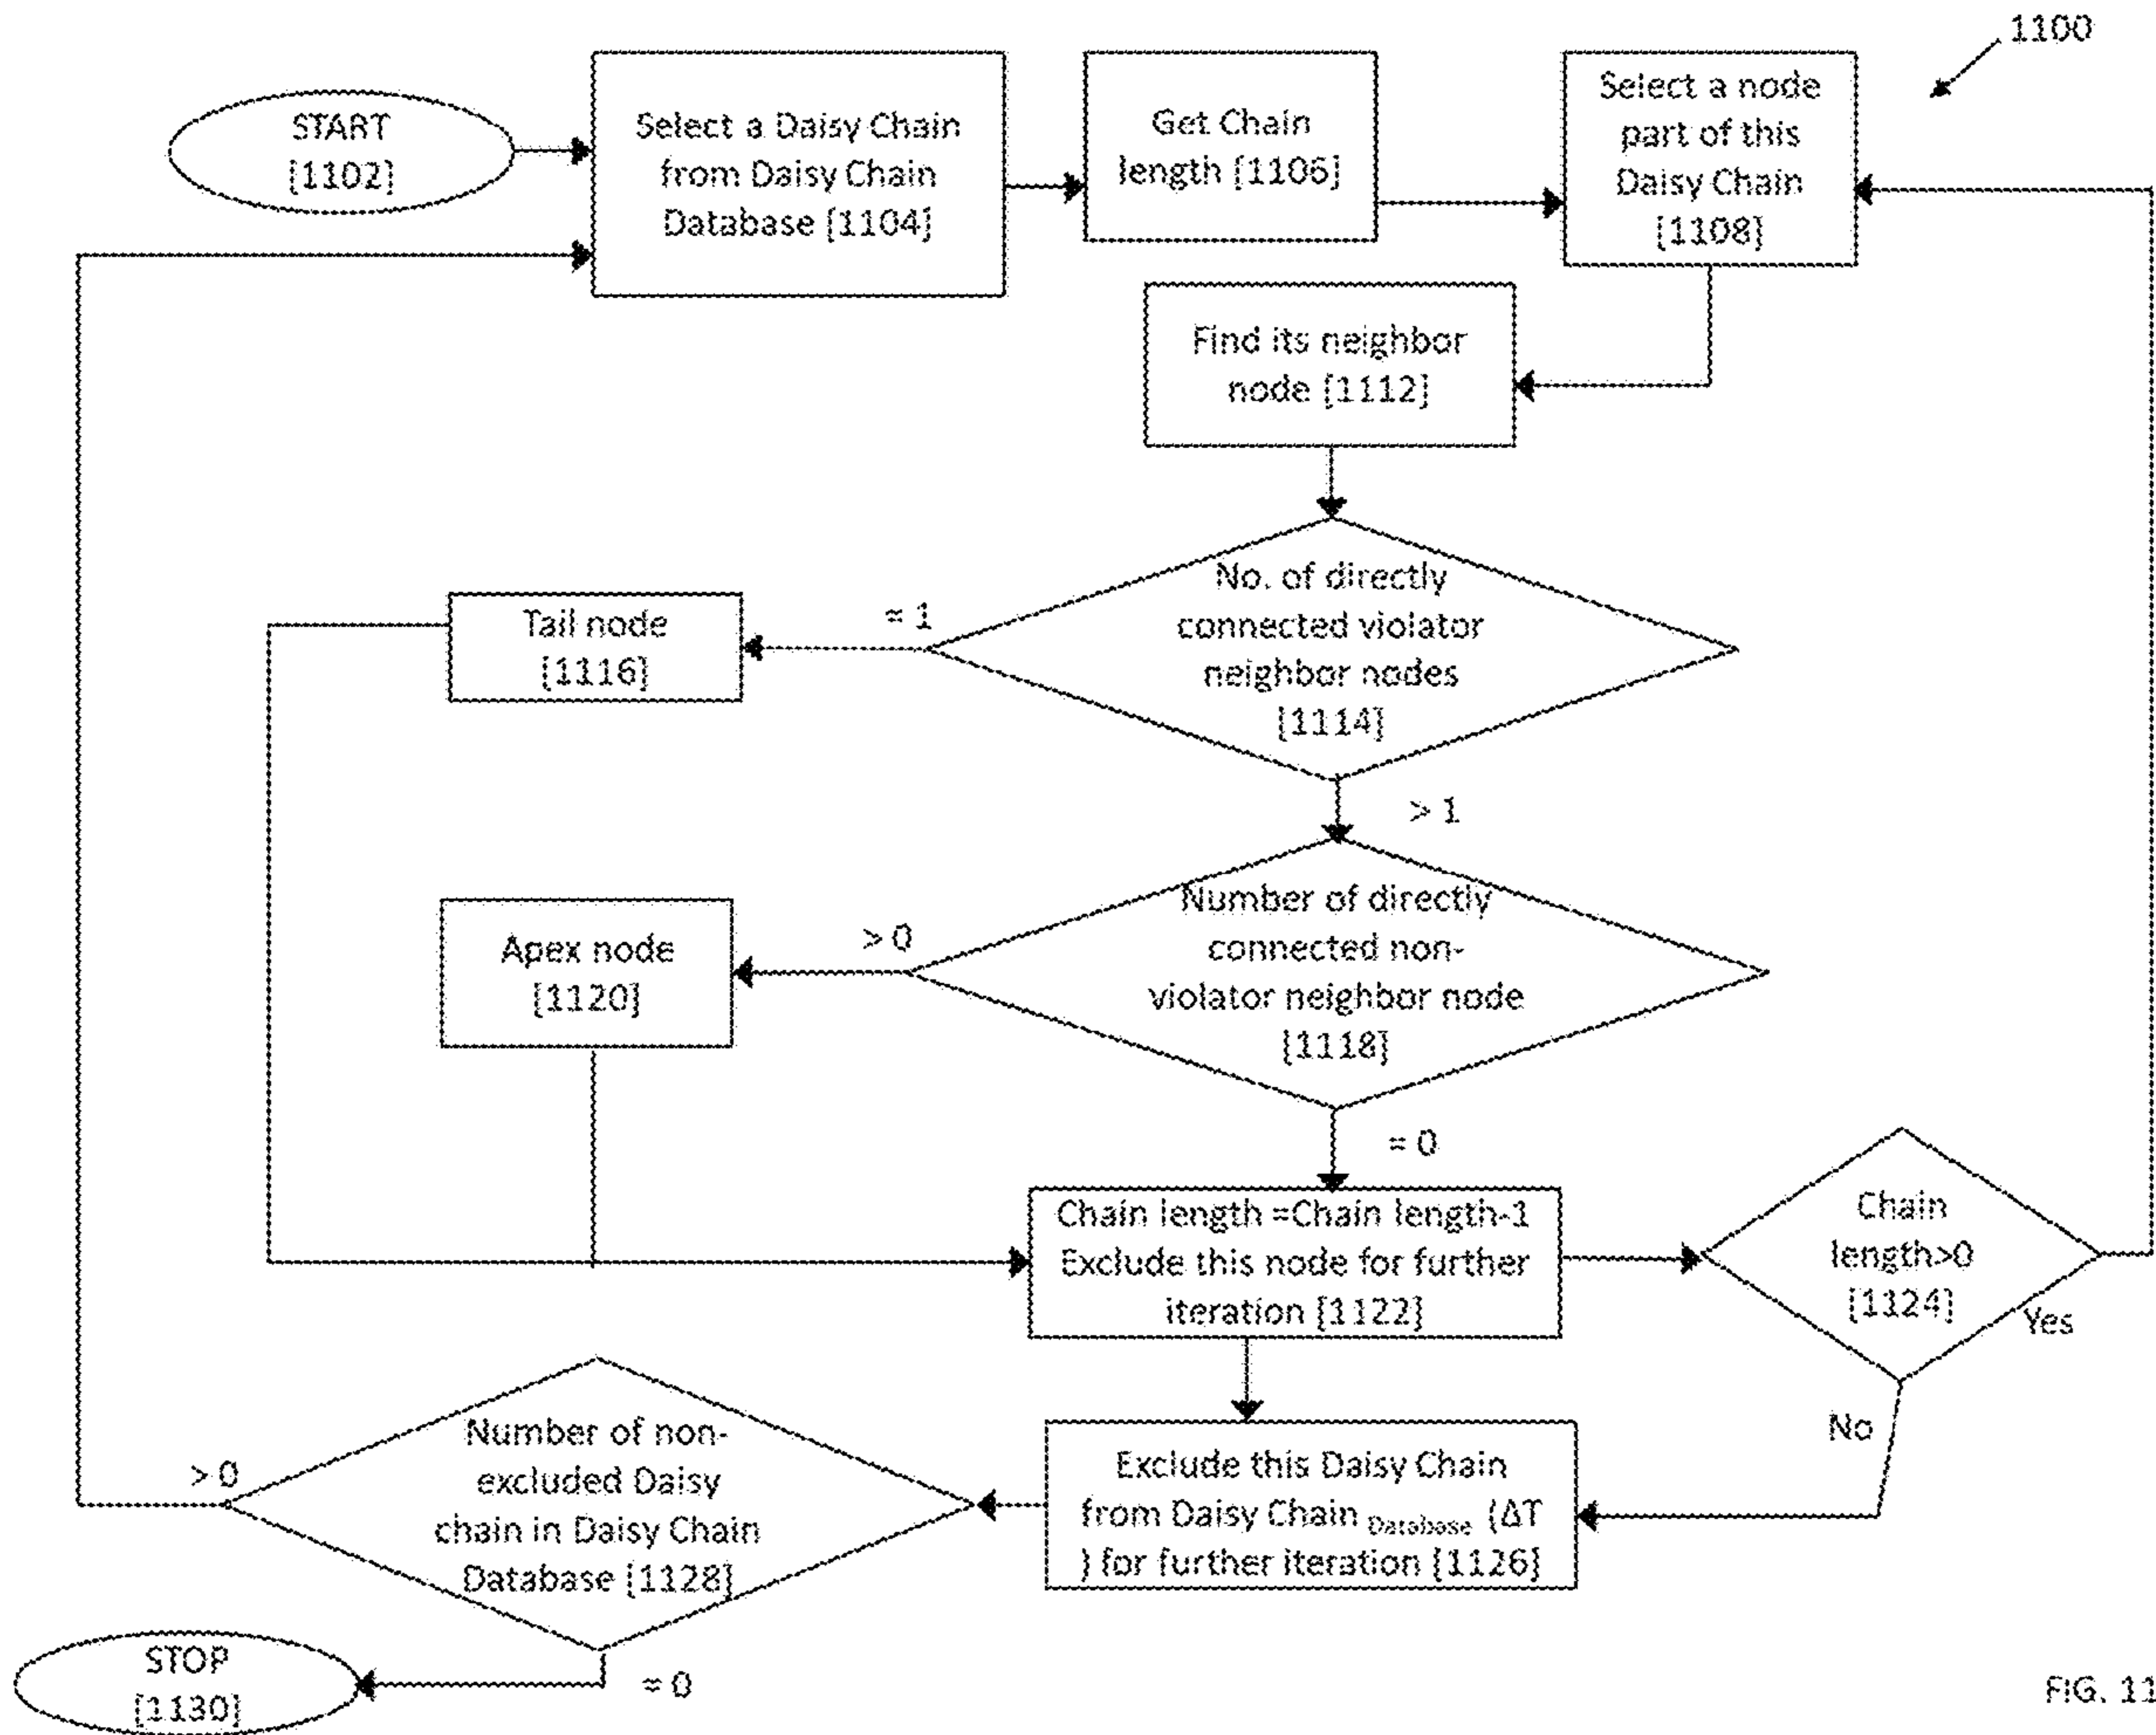 1100
START
[1102]
Select a Daisy Chain
from Daisy Chain
Database [1104]
Get Chain
length [1106]
Select a node
part of this
Daisy Chain
[1108]
Find its neighbor
node [1112]
No. of directly
connected violator
neighbor nodes
[1114]
= 1
Tail node
[1116]
> 1
Number of directly
connected non-
violator neighbor node
[1118]
> 0
Apex node
[1120]
= 0
Chain length =Chain length-1
Exclude this node for further
iteration [1122]
Chain
length>0
[1124]
Yes
No
Exclude this Daisy Chain
from Daisy Chain Database (ΔT
) for further iteration [1126]
Number of non-
excluded Daisy
chain in Daisy Chain
Database [1128]
> 0
= 0
STOP
[1130]
FIG. 11